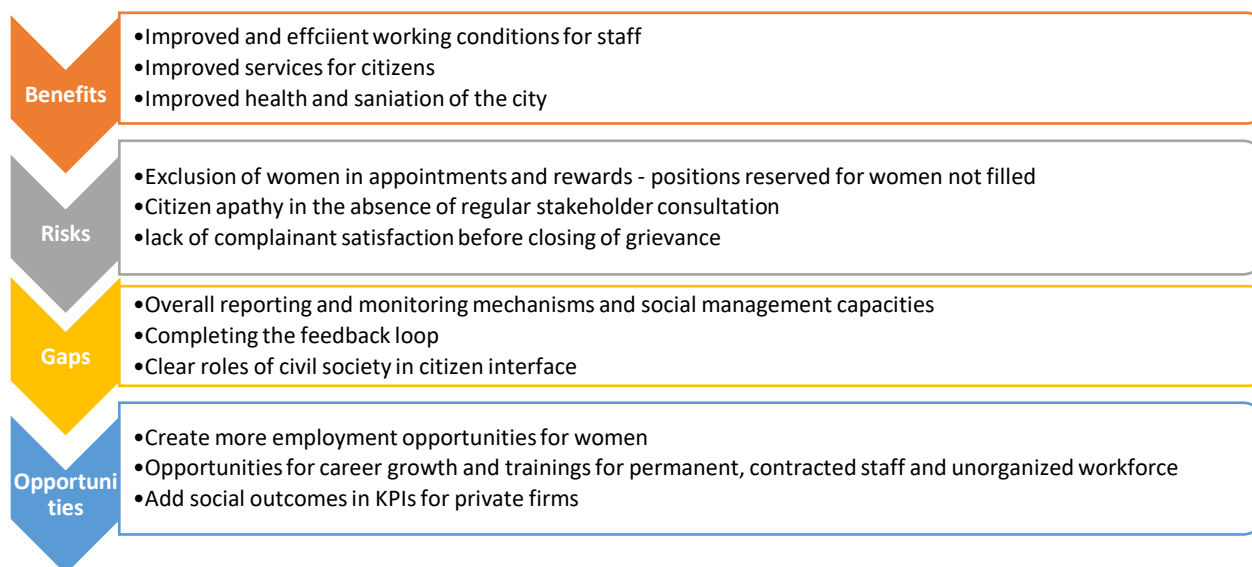 Benefits
•Improved and effciient working conditions for staff
•Improved services for citizens
•Improved health and saniation of the city
Risks
•Exclusion of women in appointments and rewards - positions reserved for women not filled
•Citizen apathy in the absence of regular stakeholder consultation
•lack of complainant satisfaction before closing of grievance
Gaps
•Overall reporting and monitoring mechanisms and social management capacities
•Completing the feedback loop
•Clear roles of civil society in citizen interface
Opportuni
ties
•Create more employment opportunities for women
•Opportunities for career growth and trainings for permanent, contracted staff and unorganized workforce
•Add social outcomes in KPIs for private firms